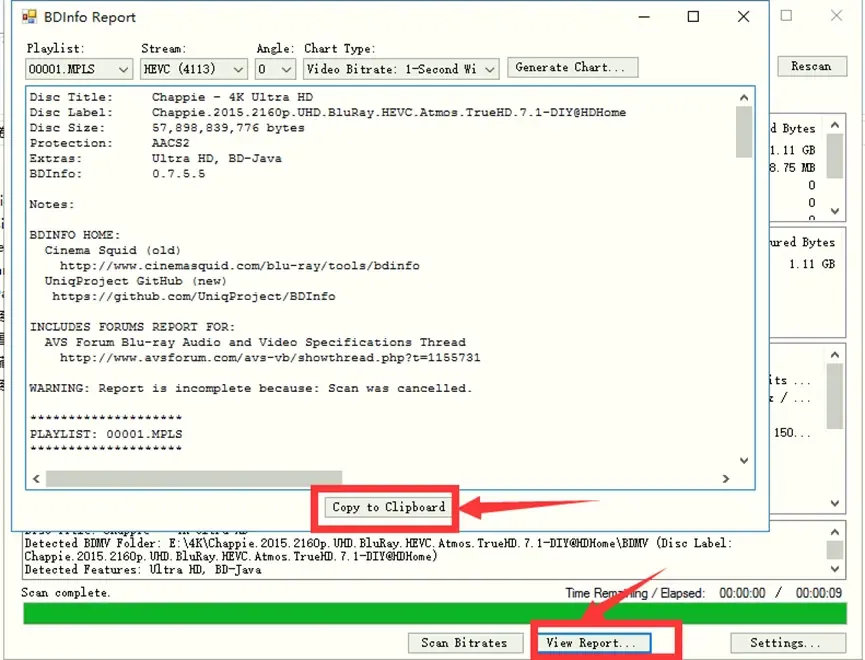 BDInfo Report
Playlist: Stream: Angle: Chart Type:
00001.MPLS HEVC (4113) 0 Video Bitrate: 1-Second Wi Generate Chart... Rescan
Disc Title: Chappie - 4K Ultra HD
Disc Label: Chappie.2015.2160p.UHD.BluRay.HEVC.Atmos.TrueHD.7.1-DIY@HDHome
Disc Size: 57,898,839,776 bytes
Protection: AACS2
Extras: Ultra HD, BD-Java
BDInfo: 0.7.5.5
Notes:
BDINFO HOME:
Cinema Squid (old)
http://www.cinemasquid.com/blu-ray/tools/bdinfo
UniqProject GitHub (new)
https://github.com/UniqProject/BDInfo
INCLUDES FORUMS REPORT FOR:
AVS Forum Blu-ray Audio and Video Specifications Thread
http://www.avsforum.com/avs-vb/showthread.php?t=1155731
WARNING: Report is incomplete because: Scan was cancelled.
********************
PLAYLIST: 00001.MPLS
********************
d Bytes
1.11 GB
8.75 MB
0
0
ured Bytes
1.11 GB
its ...
/ ...
150...
Copy to Clipboard
Detected BDMV Folder: E:\4K\Chappie.2015.2160p.UHD.BluRay.HEVC.Atmos.TrueHD.7.1-DIY@HDHome\BDMV (Disc Label:
Chappie.2015.2160p.UHD.BluRay.HEVC.Atmos.TrueHD.7.1-DIY@HDHome)
Detected Features: Ultra HD, BD-Java
Scan complete. Time Remaining / Elapsed: 00:00:00 / 00:00:09
Scan Bitrates View Report... Settings...